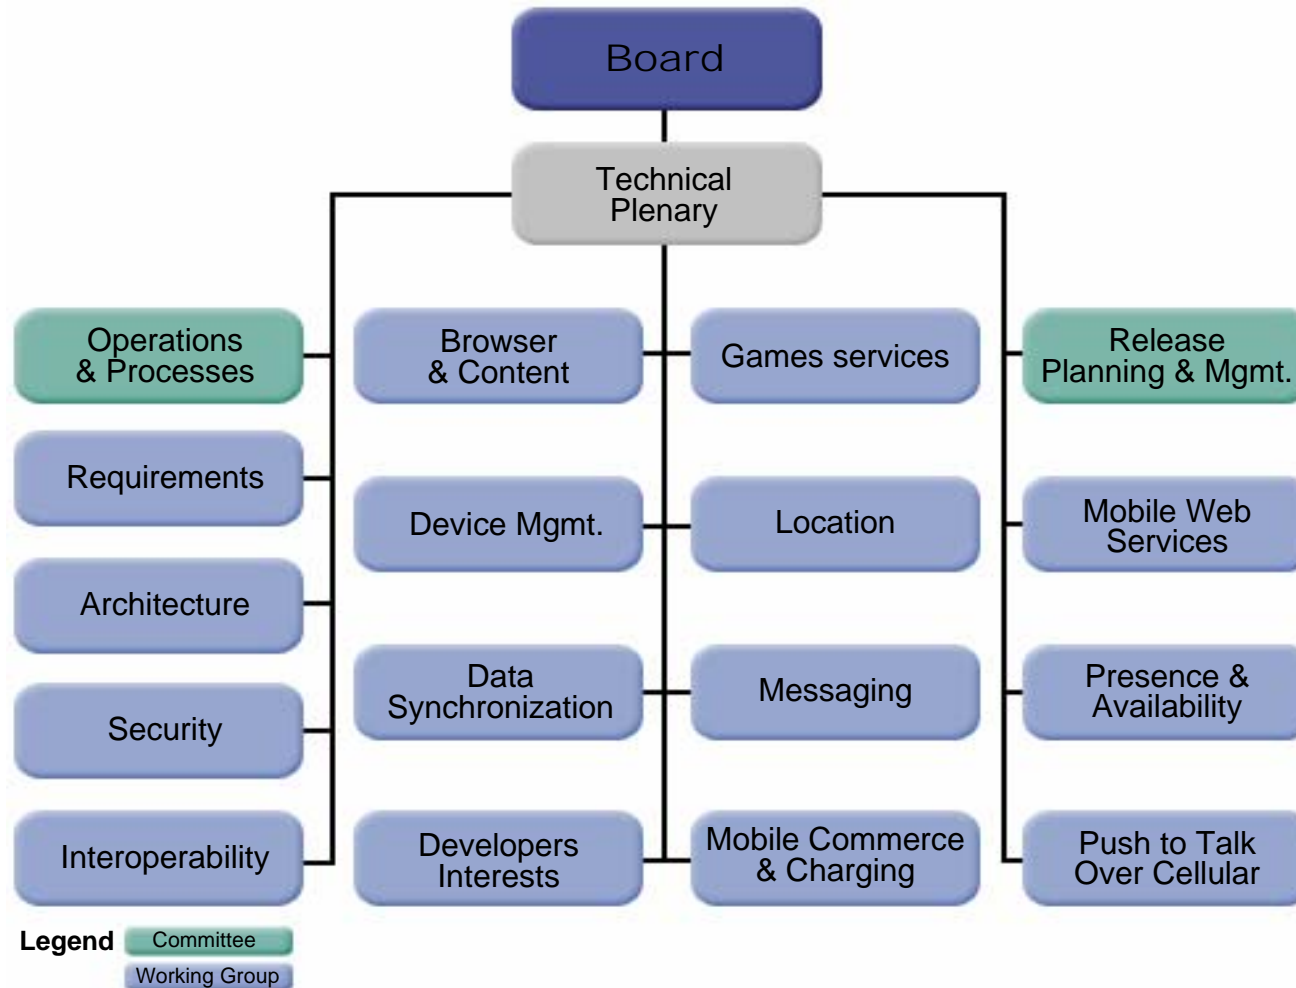 Board
Technical
Plenary
Operations
& Processes
Browser
& Content
Games services
Release
Planning & Mgmt.
Requirements
Device Mgmt.
Location
Mobile Web
Services
Architecture
Data
Synchronization
Messaging
Presence &
Availability
Security
Interoperability
Developers
Interests
Mobile Commerce
& Charging
Push to Talk
Over Cellular
Legend
Committee
Working Group